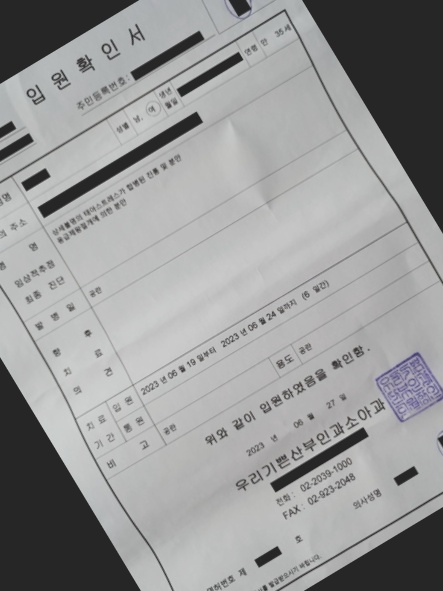 입 원 확 인 서
주민등록번호:
성별 남, 여 생년월일 연령 만 35세
의 주소
병 명
임상적추정
최종 진단
상세불명의 태아스트레스가 합병된 진통 및 분만
응급제왕절개에 의한 분만
발 병 일 공란
향 후
치 료
의 견
치 료 입 원 2023 년 06 월 19 일부터 2023 년 06 월 24 일까지 (6 일간)
기 간 통 원
비 고 공란
용도 공란
위와 같이 입원하였음을 확인함.
2023 년 06 월 27 일
우리기쁜산부인과소아과
전화 : 02-2039-1000
FAX : 02-923-2048
의사성명
면허번호 제 호